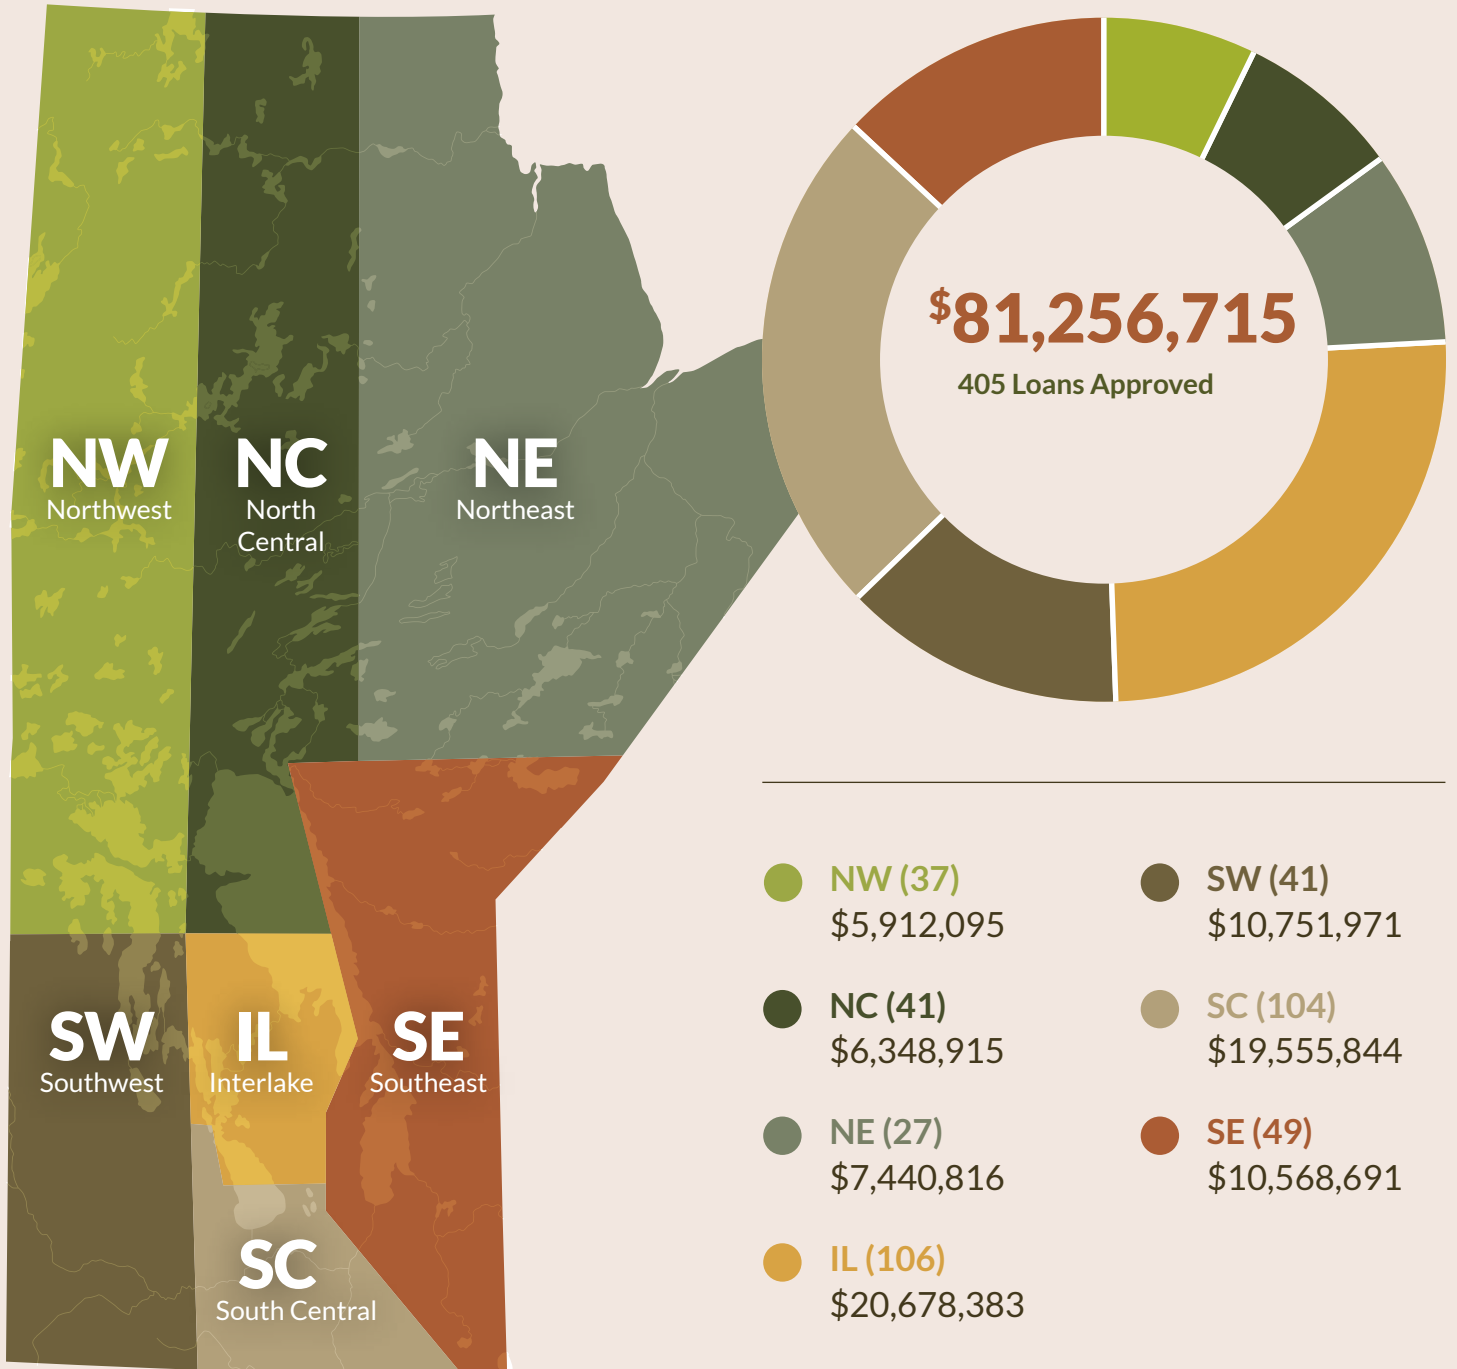 NW
Northwest
NC
North
Central
NE
Northeast
SW
Southwest
IL
Interlake
SE
Southeast
SC
South Central
$81,256,715
405 Loans Approved
NW (37)
$5,912,095
NC (41)
$6,348,915
NE (27)
$7,440,816
IL (106)
$20,678,383
SW (41)
$10,751,971
SC (104)
$19,555,844
SE (49)
$10,568,691